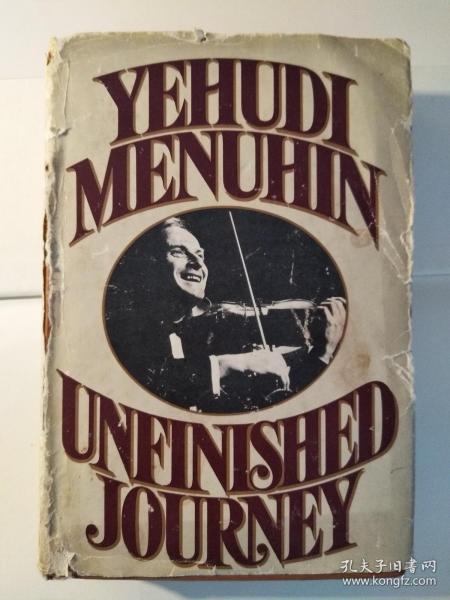 YEHUDI
MENUHIN
UNFINISHED
JOURNEY
孔夫子旧书网
www.kongfz.com